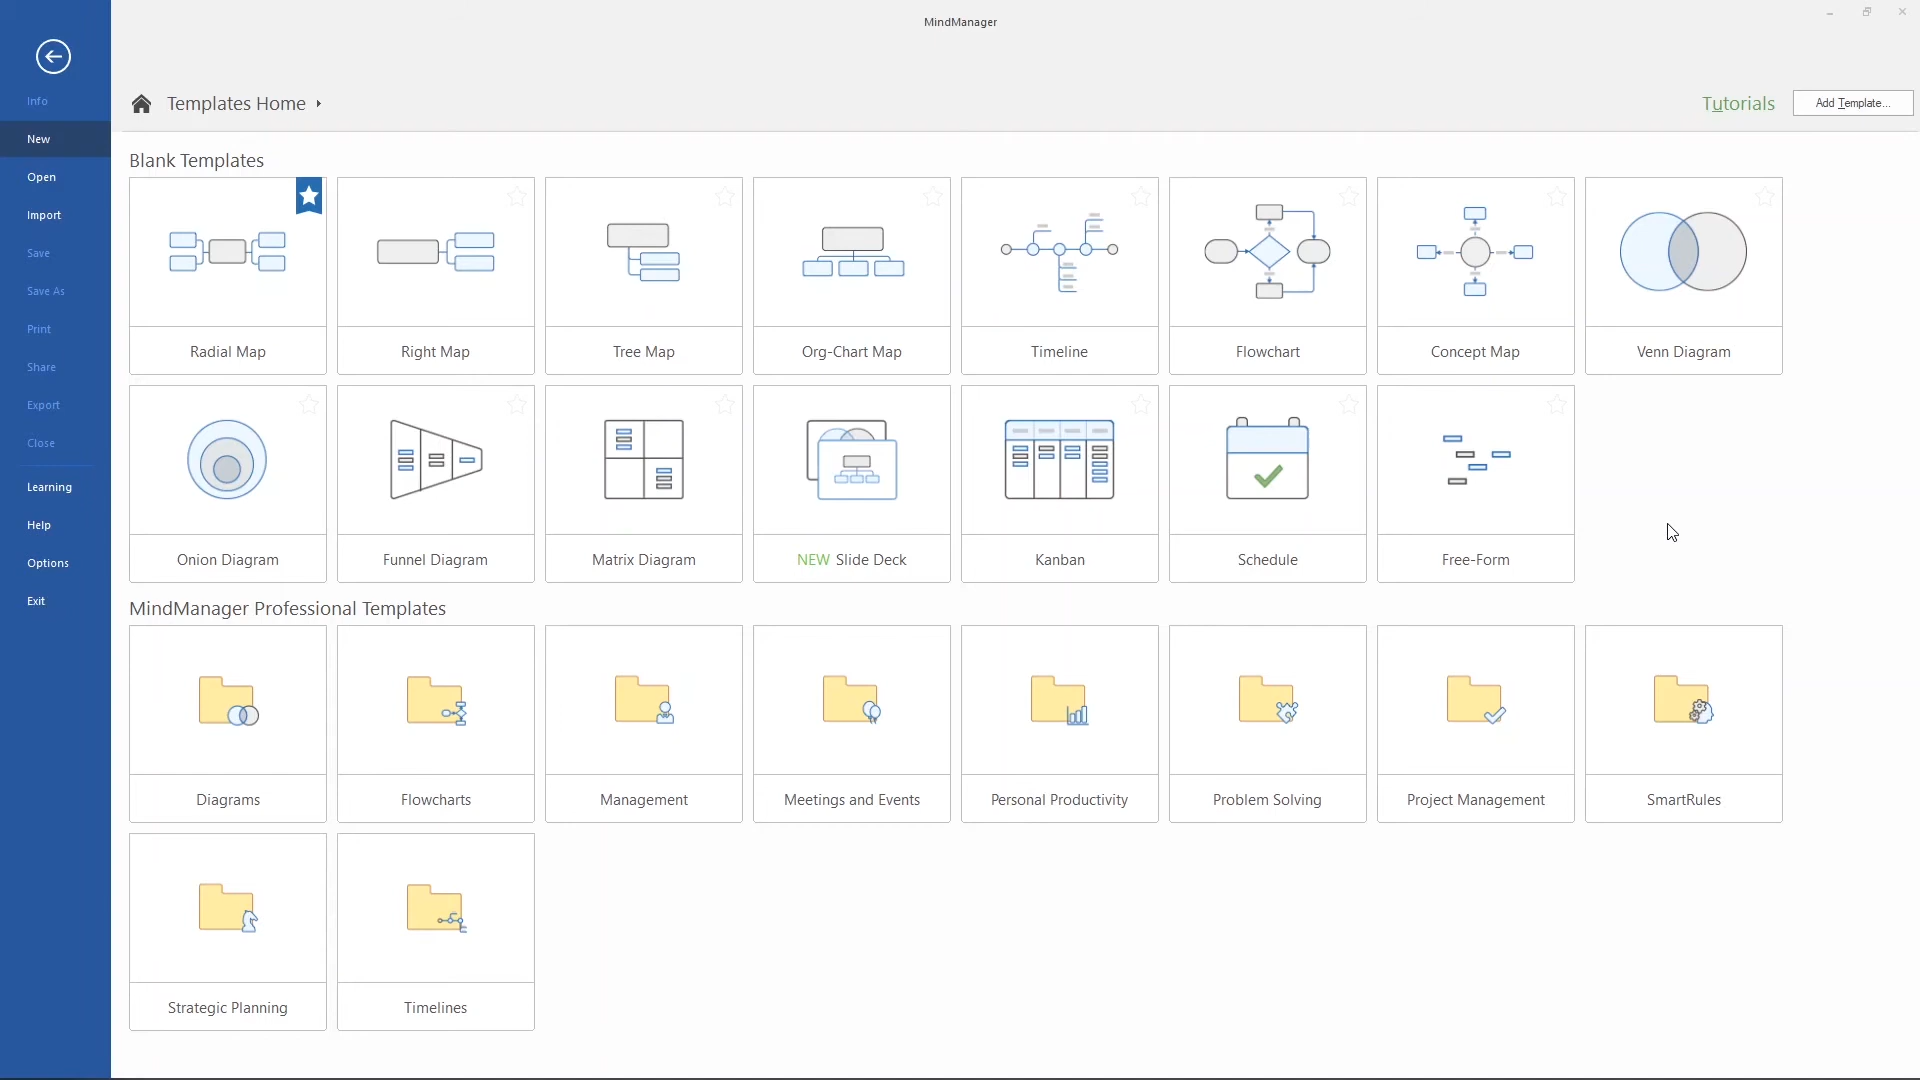 MindManager
Info
New
Open
Import
Save
Save As
Print
Share
Export
Close
Learning
Help
Options
Exit
Templates Home
Tutorials
Add Template...
Blank Templates
Radial Map
Right Map
Tree Map
Org-Chart Map
Timeline
Flowchart
Concept Map
Venn Diagram
Onion Diagram
Funnel Diagram
Matrix Diagram
NEW Slide Deck
Kanban
Schedule
Free-Form
MindManager Professional Templates
Diagrams
Flowcharts
Management
Meetings and Events
Personal Productivity
Problem Solving
Project Management
SmartRules
Strategic Planning
Timelines